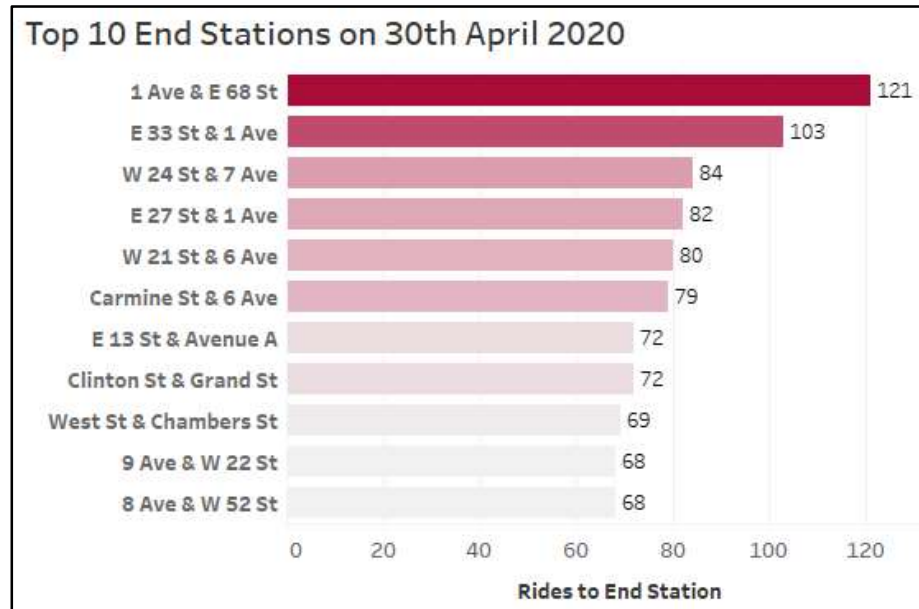 Top 10 End Stations on 30th April 2020
1 Ave & E 68 St 121
E 33 St & 1 Ave 103
W 24 St & 7 Ave 84
E 27 St & 1 Ave 82
W 21 St & 6 Ave 80
Carmine St & 6 Ave 79
E 13 St & Avenue A 72
Clinton St & Grand St 72
West St & Chambers St 69
9 Ave & W 22 St 68
8 Ave & W 52 St 68
0 20 40 60 80 100 120
Rides to End Station